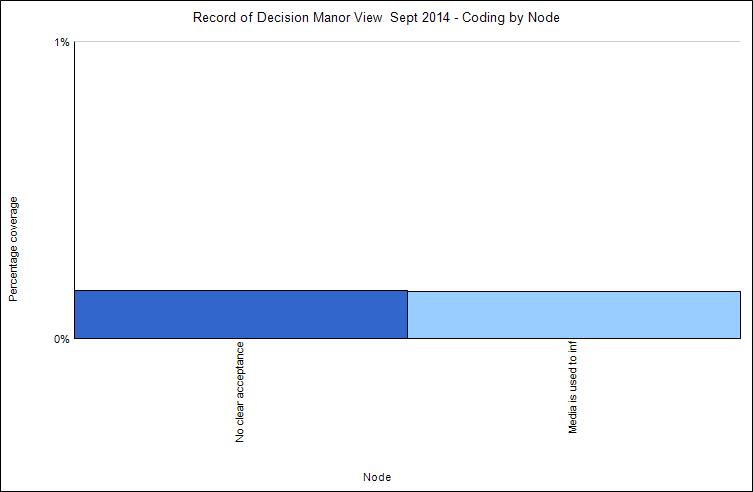 Record of Decision Manor View  Sept 2014 - Coding by Node
1%
Percentage coverage
0%
No clear acceptance
Media is used to inf
Node